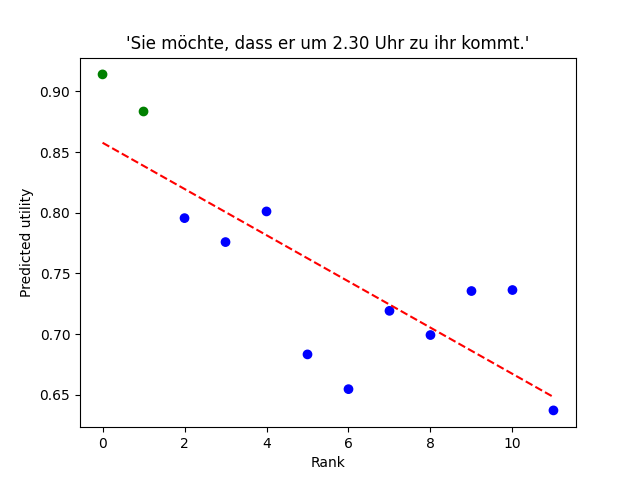 'Sie möchte, dass er um 2.30 Uhr zu ihr kommt.'
Predicted utility
0.90
0.85
0.80
0.75
0.70
0.65
0 2 4 6 8 10
Rank